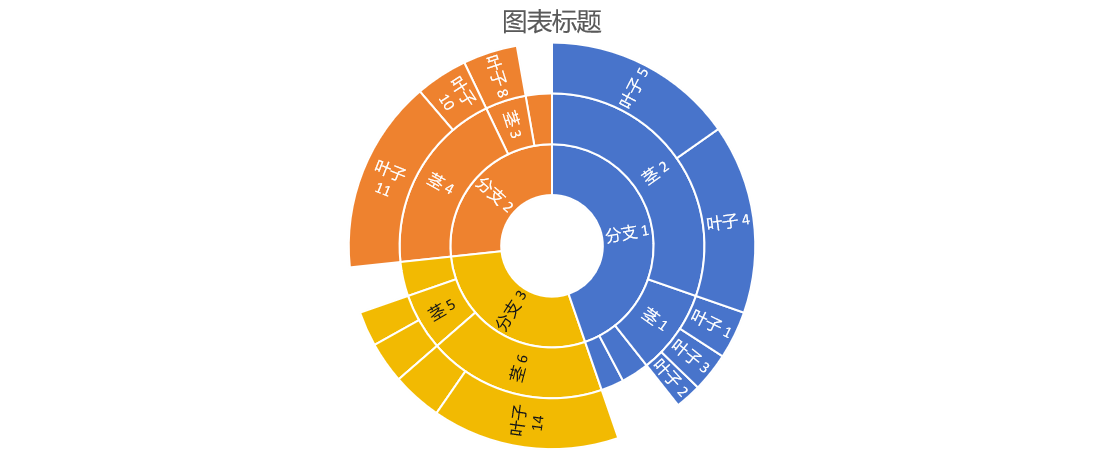 图表标题
叶子 5
叶子 4
茎 2
分支 1
叶子 1
叶子 3
叶子 2
茎 1
分支 3
茎 5
茎 6
叶子
14
分支 2
茎 4
茎 3
叶子
11
叶子
10
叶子 8